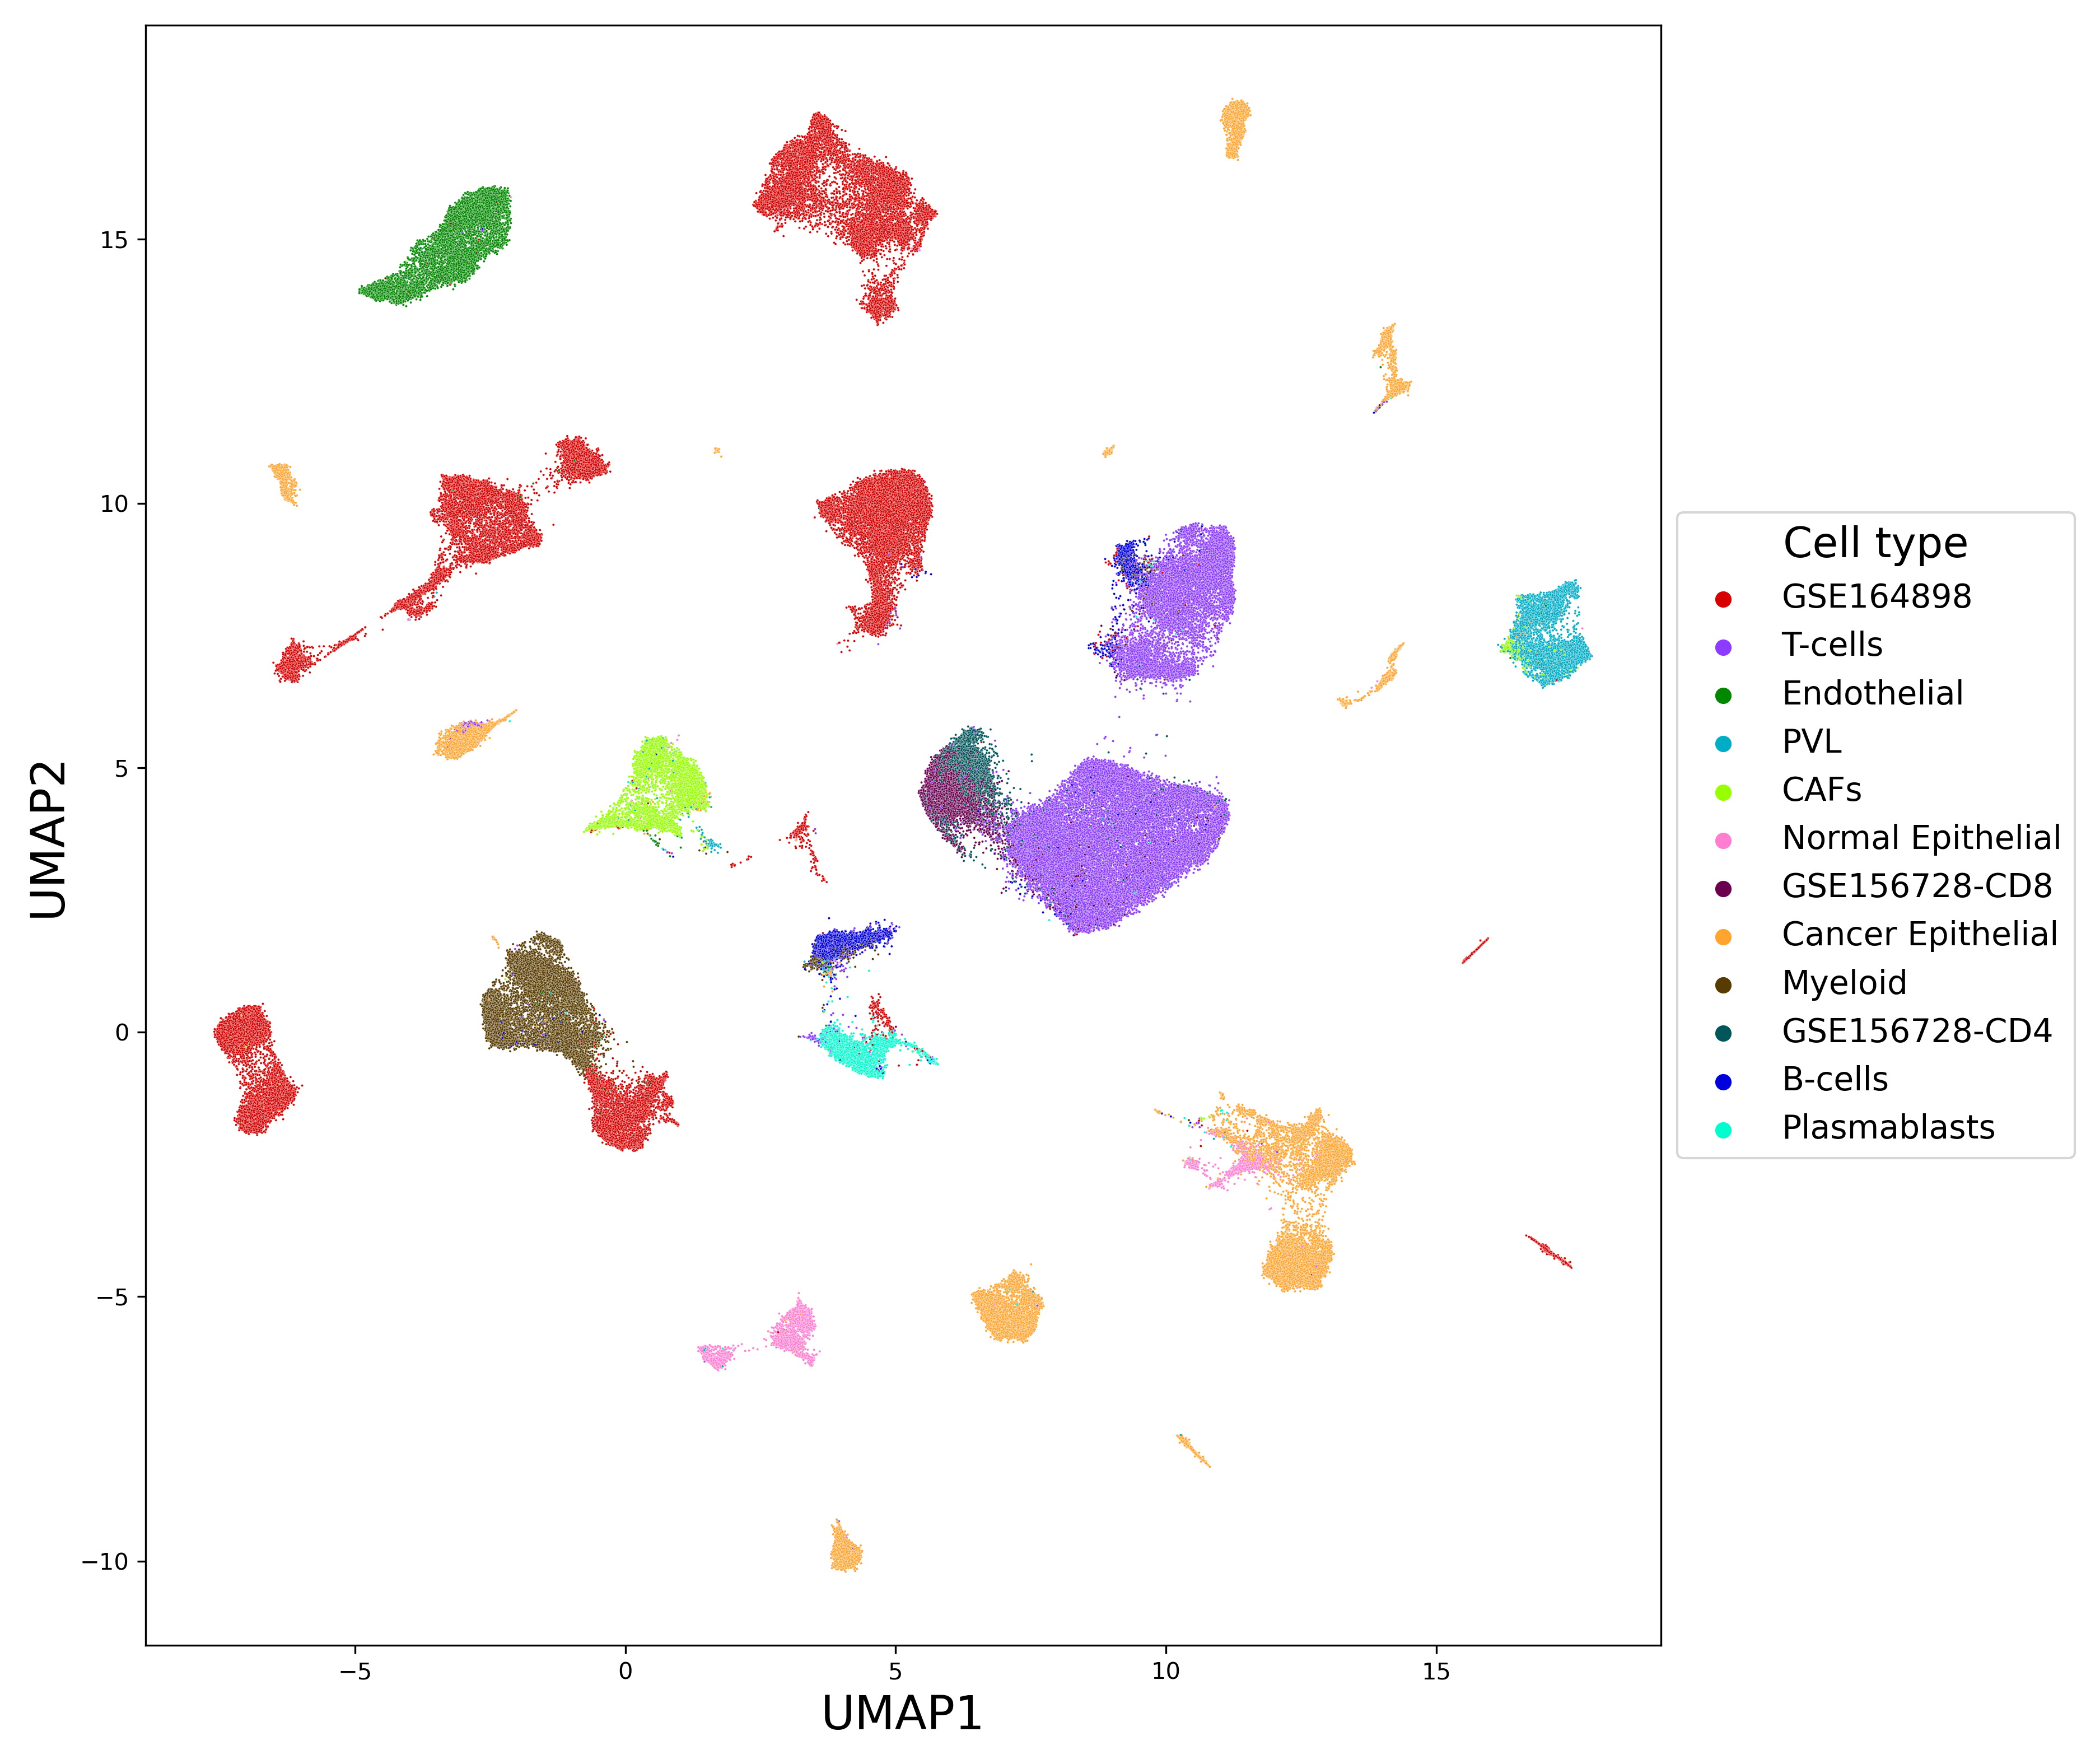 15
10
5
0
−5
−10
UMAP2
−5
0
5
10
15
UMAP1
Cell type
GSE164898
T-cells
Endothelial
PVL
CAFs
Normal Epithelial
GSE156728-CD8
Cancer Epithelial
Myeloid
GSE156728-CD4
B-cells
Plasmablasts